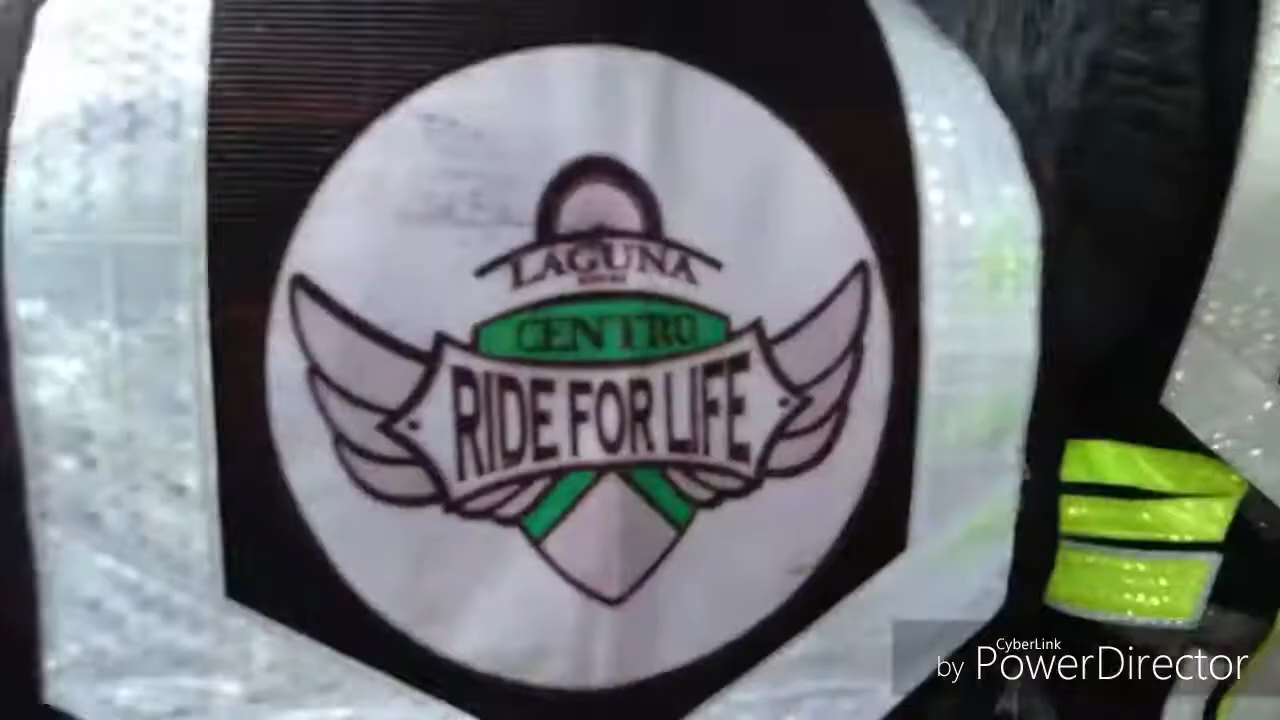 LAGUNA
CENTRO
RIDE FOR LIFE
CyberLink
by PowerDirector